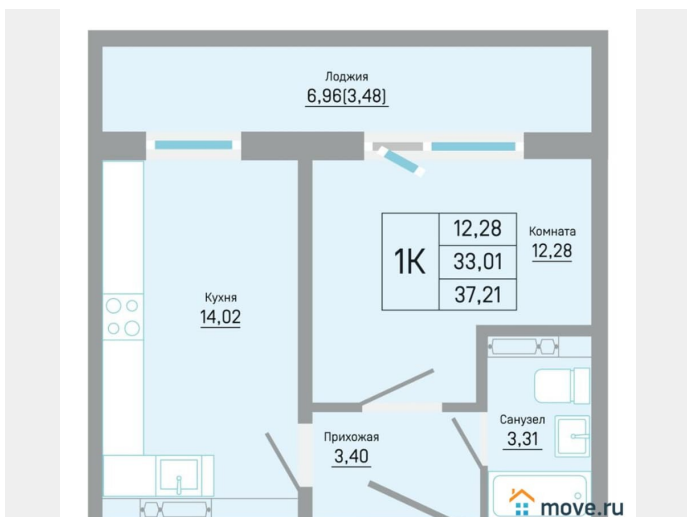 Лоджия
6,96(3,48)
1К
12,28
33,01
37,21
Комната
12,28
Кухня
14,02
Санузел
3,31
Прихожая
3,40
move.ru